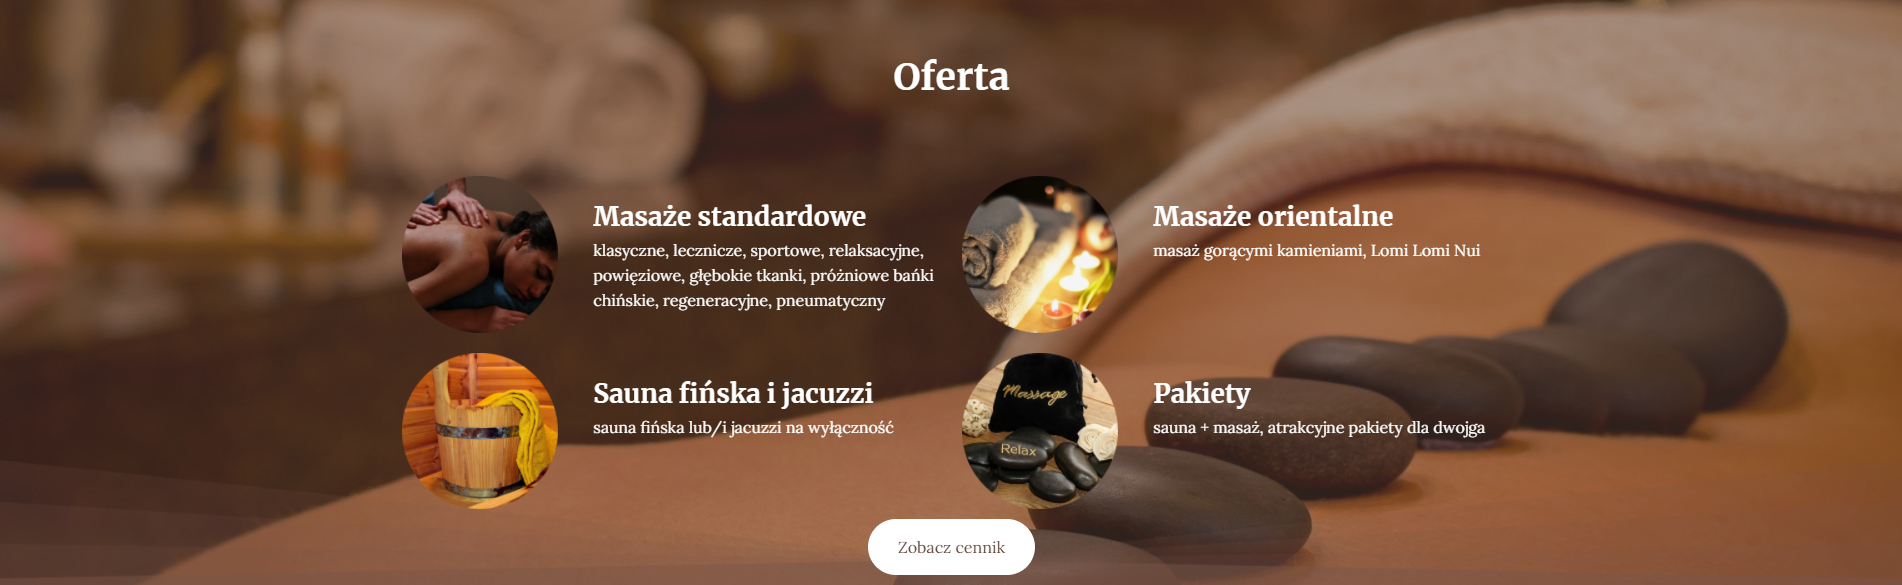 Oferta
Masaże standardowe
klasyczne, lecznicze, sportowe, relaksacyjne,
powięziowe, głębokie tkanki, próżniowe bańki
chińskie, regeneracyjne, pneumatyczny
Masaże orientalne
masaż gorącymi kamieniami, Lomi Lomi Nui
Sauna fińska i jacuzzi
sauna fińska lub/i jacuzzi na wyłączność
Massage
Relax
Pakiety
sauna + masaż, atrakcyjne pakiety dla dwojga
Zobacz cennik